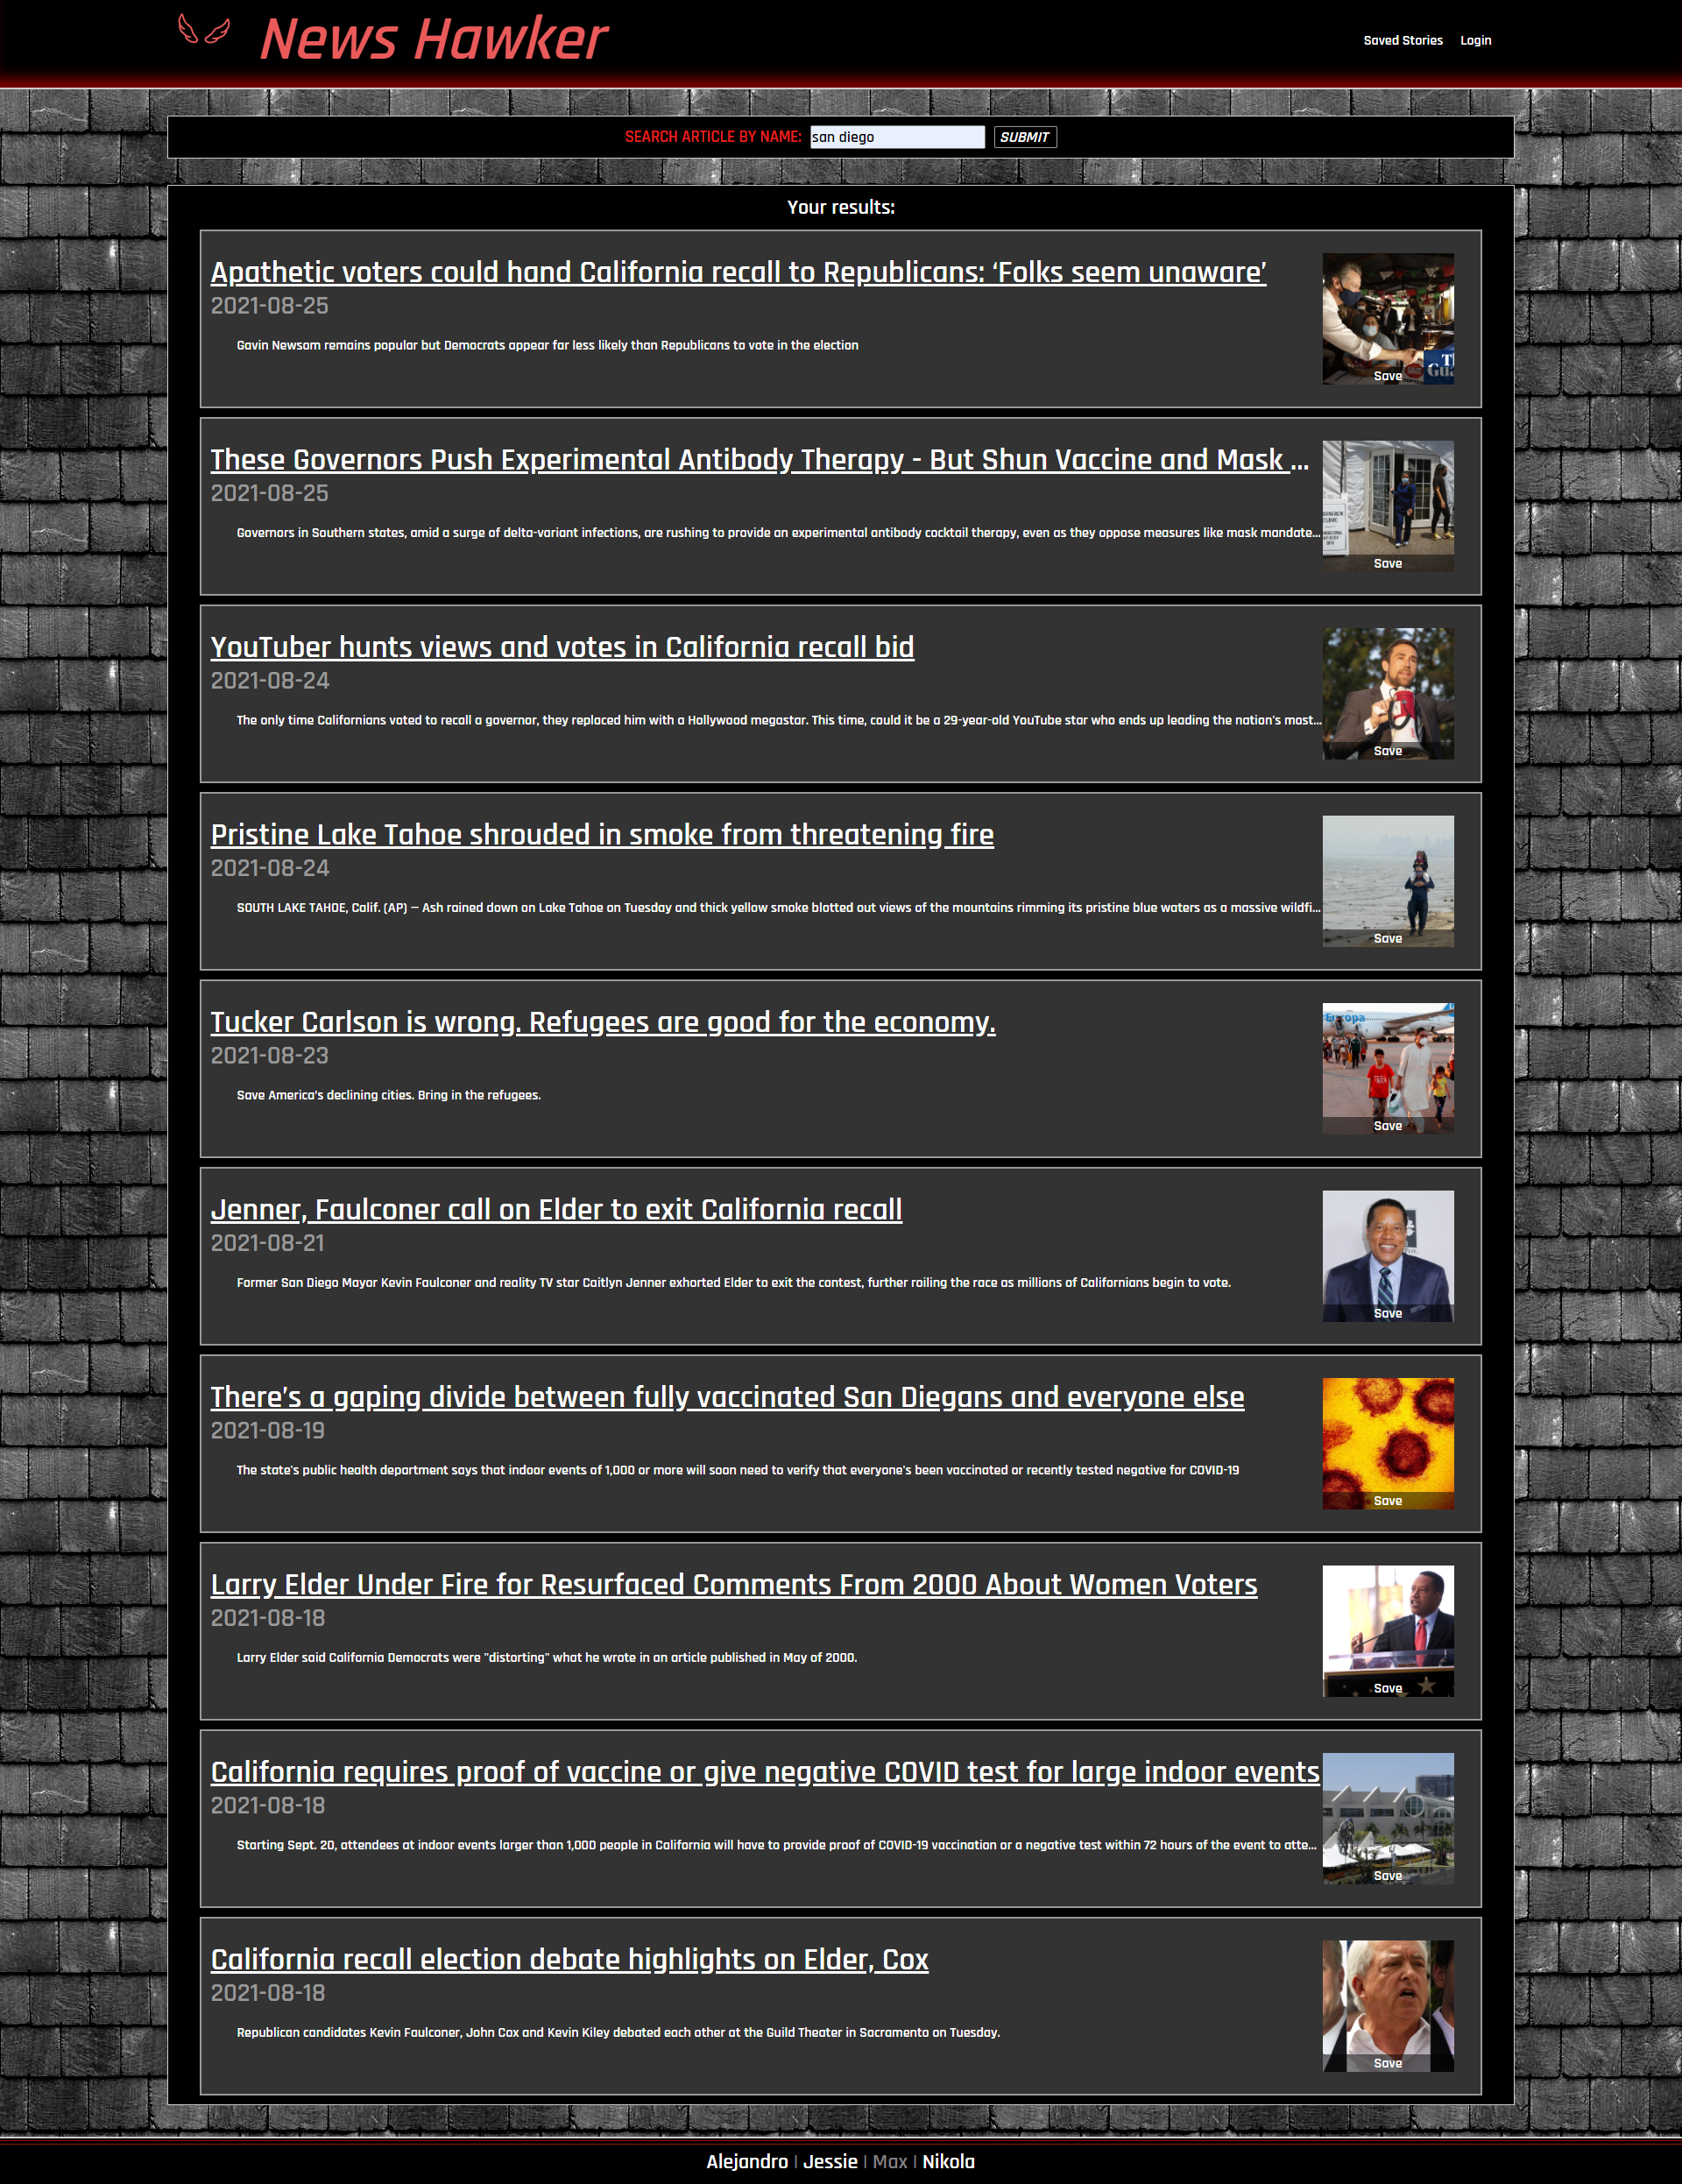 News Hawker
Saved Stories Login
SEARCH ARTICLE BY NAME: san diego SUBMIT
Your results:
Apathetic voters could hand California recall to Republicans: ‘Folks seem unaware’
2021-08-25
Gavin Newsom remains popular but Democrats appear far less likely than Republicans to vote in the election
Save
These Governors Push Experimental Antibody Therapy - But Shun Vaccine and Mask ...
2021-08-25
Governors in Southern states, amid a surge of delta-variant infections, are rushing to provide an experimental antibody cocktail therapy, even as they oppose measures like mask mandate...
Save
YouTuber hunts views and votes in California recall bid
2021-08-24
The only time Californians voted to recall a governor, they replaced him with a Hollywood megastar. This time, could it be a 29-year-old YouTube star who ends up leading the nation's most...
Save
Pristine Lake Tahoe shrouded in smoke from threatening fire
2021-08-24
SOUTH LAKE TAHOE, Calif. (AP) — Ash rained down on Lake Tahoe on Tuesday and thick yellow smoke blotted out views of the mountains rimming its pristine blue waters as a massive wildfi...
Save
Tucker Carlson is wrong. Refugees are good for the economy.
2021-08-23
Save America's declining cities. Bring in the refugees.
Europa
Save
Jenner, Faulconer call on Elder to exit California recall
2021-08-21
Former San Diego Mayor Kevin Faulconer and reality TV star Caitlyn Jenner exhorted Elder to exit the contest, further roiling the race as millions of Californians begin to vote.
Save
There’s a gaping divide between fully vaccinated San Diegans and everyone else
2021-08-19
The state's public health department says that indoor events of 1,000 or more will soon need to verify that everyone's been vaccinated or recently tested negative for COVID-19
Save
Larry Elder Under Fire for Resurfaced Comments From 2000 About Women Voters
2021-08-18
Larry Elder said California Democrats were "distorting" what he wrote in an article published in May of 2000.
Save
California requires proof of vaccine or give negative COVID test for large indoor events
2021-08-18
Starting Sept. 20, attendees at indoor events larger than 1,000 people in California will have to provide proof of COVID-19 vaccination or a negative test within 72 hours of the event to atte...
Save
California recall election debate highlights on Elder, Cox
2021-08-18
Republican candidates Kevin Faulconer, John Cox and Kevin Kiley debated each other at the Guild Theater in Sacramento on Tuesday.
Save
Alejandro | Jessie | Max | Nikola